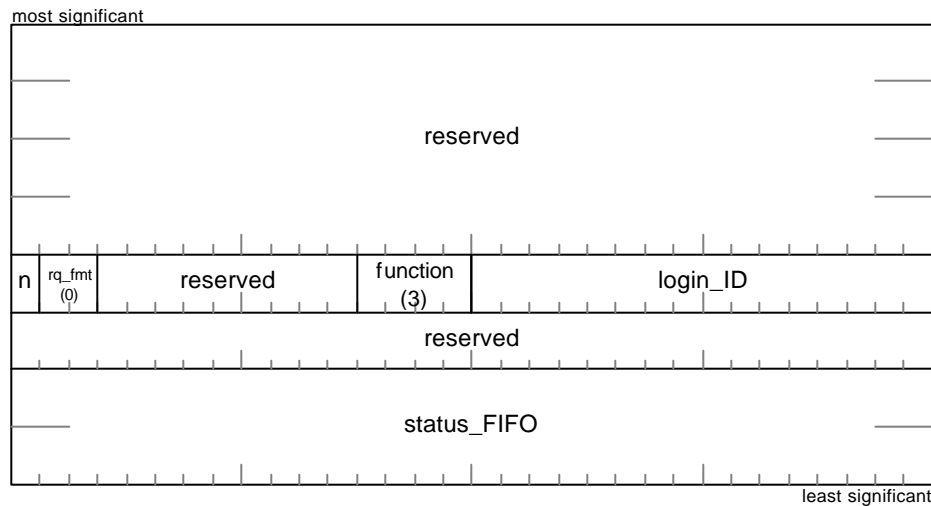 most significant
reserved
n rq_fmt (0) reserved function (3) login_ID
reserved
status_FIFO
least significant